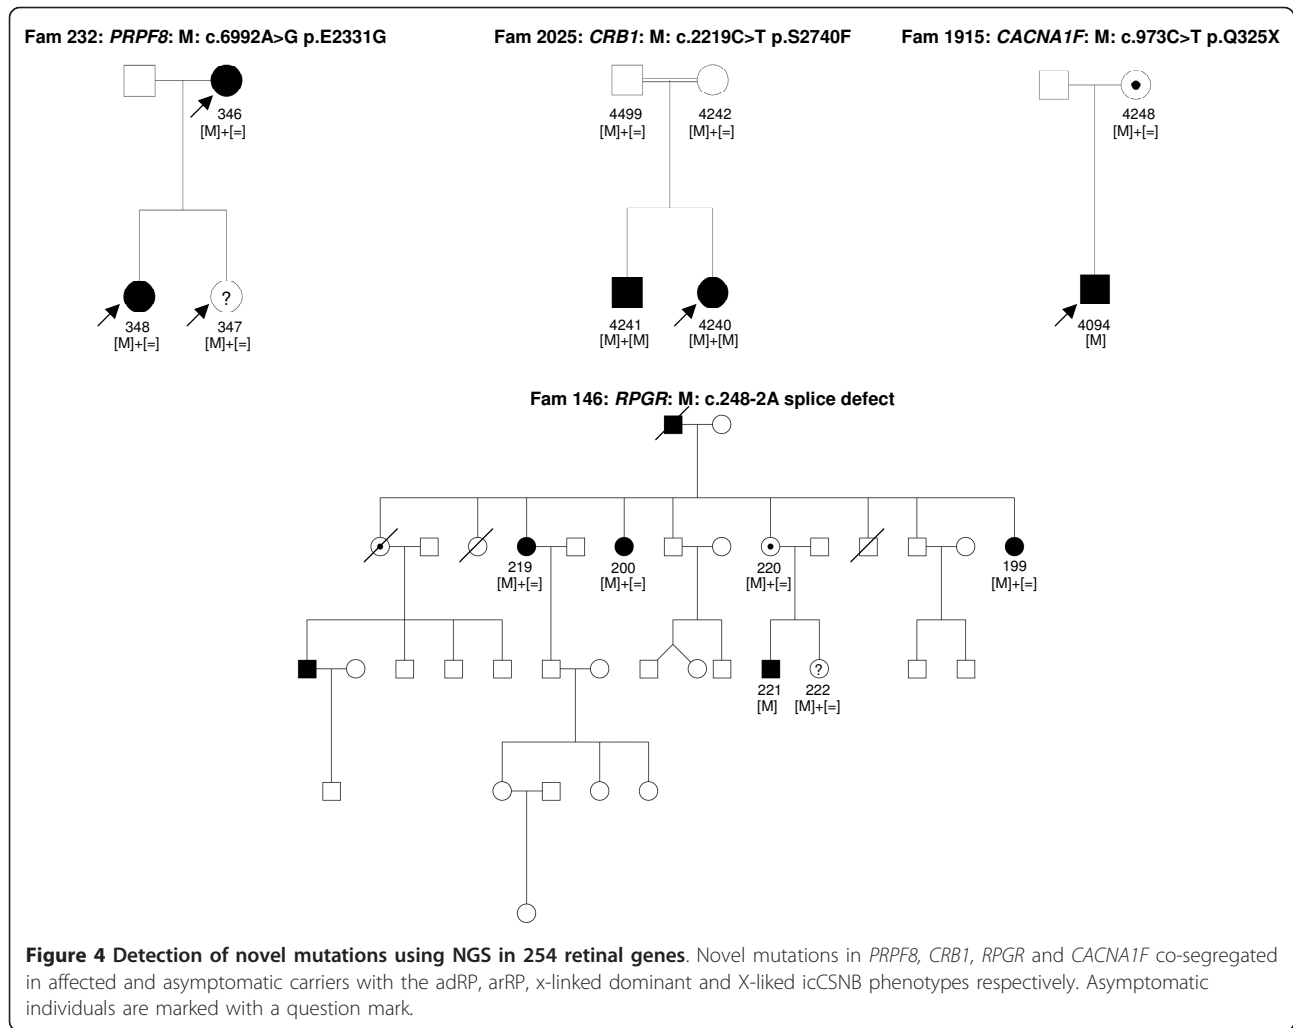 Fam 232: PRPF8: M: c.6992A>G p.E2331G
Fam 2025: CRB1: M: c.2219C>T p.S2740F
Fam 1915: CACNA1F: M: c.973C>T p.Q325X
346
[M]+[=]
4499
[M]+[=]
4242
[M]+[=]
4248
[M]+[=]
?
348
[M]+[=]
347
[M]+[=]
4241
[M]+[M]
4240
[M]+[M]
4094
[M]
Fam 146: RPGR: M: c.248-2A splice defect
219
[M]+[=]
200
[M]+[=]
220
[M]+[=]
199
[M]+[=]
?
221
[M]
222
[M]+[=]
Figure 4 Detection of novel mutations using NGS in 254 retinal genes. Novel mutations in PRPF8, CRB1, RPGR and CACNA1F co-segregated
in affected and asymptomatic carriers with the adRP, arRP, x-linked dominant and X-liked icCSNB phenotypes respectively. Asymptomatic
individuals are marked with a question mark.